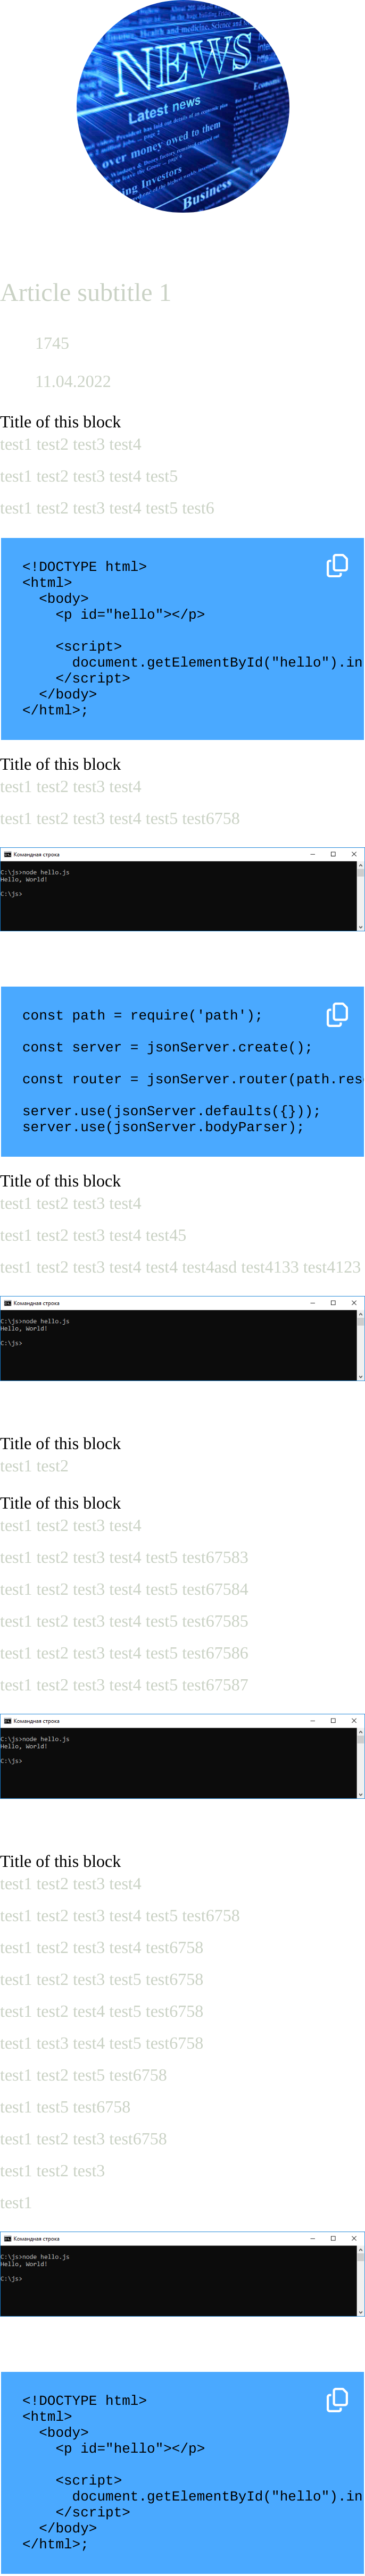 Health and medicine, Science,
NEWS
Economic
Latest news
over money owed to them
Investors
Business
Article subtitle 1
1745
11.04.2022
Title of this block
test1 test2 test3 test4
test1 test2 test3 test4 test5
test1 test2 test3 test4 test5 test6
<!DOCTYPE html>
<html>
<body>
<p id="hello"></p>
<script>
document.getElementById("hello").in
</script>
</body>
</html>;
Title of this block
test1 test2 test3 test4
test1 test2 test3 test4 test5 test6758
Командная строка
C:\js>node hello.js
Hello, World!
C:\js>
const path = require('path');
const server = jsonServer.create();
const router = jsonServer.router(path.res
server.use(jsonServer.defaults({}));
server.use(jsonServer.bodyParser);
Title of this block
test1 test2 test3 test4
test1 test2 test3 test4 test45
test1 test2 test3 test4 test4 test4asd test4133 test4123
Командная строка
C:\js>node hello.js
Hello, World!
C:\js>
Title of this block
test1 test2
Title of this block
test1 test2 test3 test4
test1 test2 test3 test4 test5 test67583
test1 test2 test3 test4 test5 test67584
test1 test2 test3 test4 test5 test67585
test1 test2 test3 test4 test5 test67586
test1 test2 test3 test4 test5 test67587
Командная строка
C:\js>node hello.js
Hello, World!
C:\js>
Title of this block
test1 test2 test3 test4
test1 test2 test3 test4 test5 test6758
test1 test2 test3 test4 test6758
test1 test2 test3 test5 test6758
test1 test2 test4 test5 test6758
test1 test3 test4 test5 test6758
test1 test2 test5 test6758
test1 test5 test6758
test1 test2 test3 test6758
test1 test2 test3
test1
Командная строка
C:\js>node hello.js
Hello, World!
C:\js>
<!DOCTYPE html>
<html>
<body>
<p id="hello"></p>
<script>
document.getElementById("hello").in
</script>
</body>
</html>;